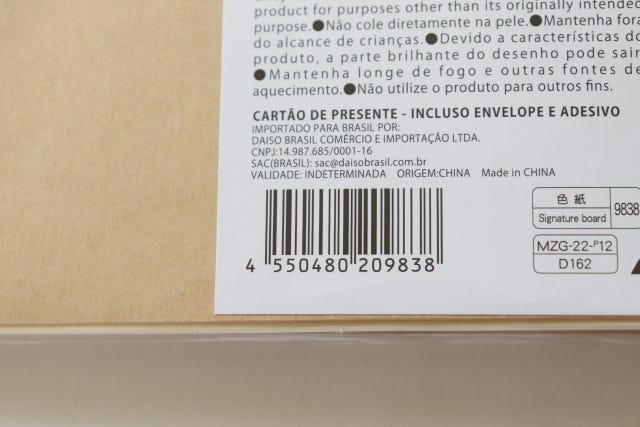 product for purposes other than its originally intended
purpose.●Não cole diretamente na pele.●Mantenha fora
do alcance de crianças.●Devido a características do
produto, a parte brilhante do desenho pode sair
●Mantenha longe de fogo e outras fontes de
aquecimento.●Não utilize o produto para outros fins.
CARTÃO DE PRESENTE - INCLUSO ENVELOPE E ADESIVO
IMPORTADO PARA BRASIL POR:
DAISO BRASIL COMÉRCIO E IMPORTAÇÃO LTDA.
CNPJ:14.987.685/0001-16
SAC(BRASIL): sac@daisobrasil.com.br
VALIDADE: INDETERMINADA ORIGEM:CHINA Made in CHINA
色紙 9838
Signature board
MZG-22-P12
D162
4 550480 209838